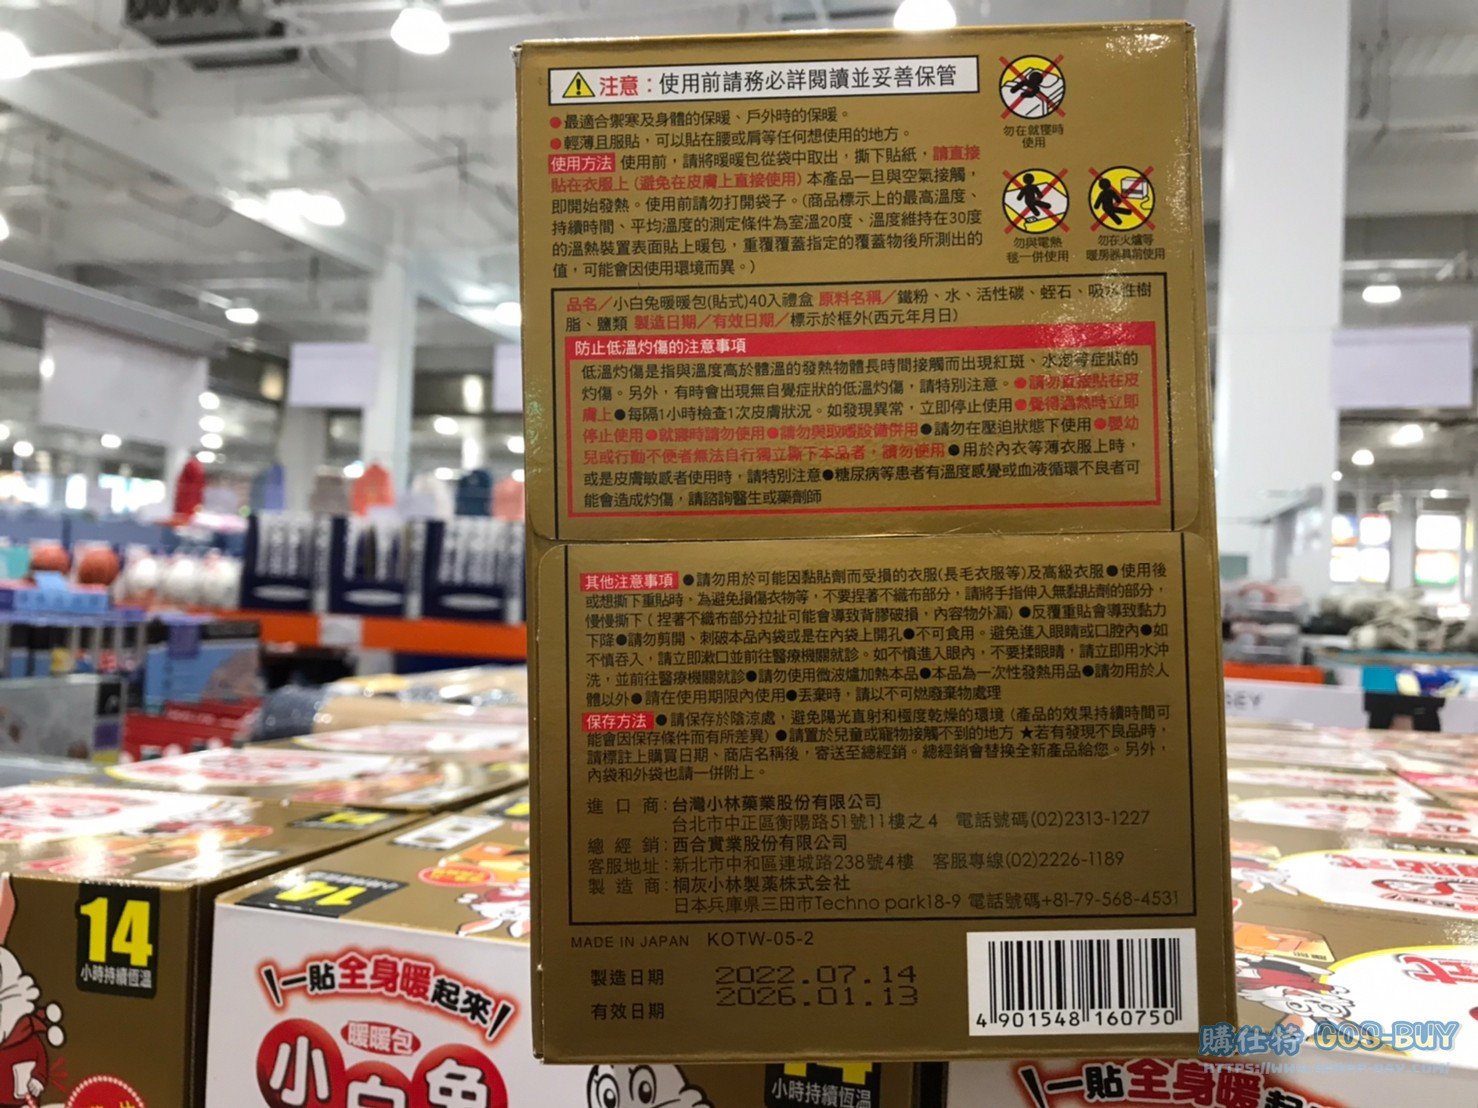 注意：使用前請務必詳閱讀並妥善保管
●最適合禦寒及身體的保暖、戶外時的保暖。
●輕薄且服貼，可以貼在腰或肩等任何想使用的地方。
使用方法 使用前，請將暖暖包從袋中取出，撕下貼紙，請直接
貼在衣服上(避免在皮膚上直接使用)本產品一旦與空氣接觸，
即開始發熱。使用前請勿打開袋子。(商品標示上的最高溫度、
持續時間、平均溫度的測定條件為室溫20度、溫度維持在30度
的溫熱裝置表面貼上暖包，重覆覆蓋指定的覆蓋物後所測出的
值，可能會因使用環境而異。)
勿在就寢時
使用
勿與電熱
毯一併使用
勿在火爐等
暖房器具前使用
品名／小白兔暖暖包(貼式)40入禮盒 原料名稱／鐵粉、水、活性碳、蛭石、吸水性樹
脂、鹽類 製造日期／有效日期／標示於框外(西元年月日)
防止低溫灼傷的注意事項
低溫灼傷是指與溫度高於體溫的發熱物體長時間接觸而出現紅斑、水泡等症狀的
灼傷。另外，有時會出現無自覺症狀的低溫灼傷，請特別注意。●請勿直接貼在皮
膚上●每隔1小時檢查1次皮膚狀況。如發現異常，立即停止使用●覺得過熱時立即
停止使用●就寢時請勿使用●請勿與取暖設備併用●請勿在壓迫狀態下使用●嬰幼
兒或行動不便者無法自行獨立撕下本品者，請勿使用●用於內衣等薄衣服上時，
或是皮膚敏感者使用時，請特別注意●糖尿病等患者有溫度感覺或血液循環不良者可
能會造成灼傷，請諮詢醫生或藥劑師
其他注意事項 ●請勿用於可能因黏貼劑而受損的衣服(長毛衣服等)及高級衣服●使用後
或想撕下重貼時，為避免損傷衣物等，不要捏著不織布部分，請將手指伸入無黏貼劑的部分，
慢慢撕下(捏著不織布部分拉扯可能會導致背膠破損，內容物外漏)●反覆重貼會導致黏力
下降●請勿剪開、刺破本品內袋或是在內袋上開孔●不可食用。避免進入眼睛或口腔內●如
不慎吞入，請立即漱口並前往醫療機關就診。如不慎進入眼內，不要揉眼睛，請立即用水沖
洗，並前往醫療機關就診●請勿使用微波爐加熱本品●本品為一次性發熱用品●請勿用於人
體以外●請在使用期限內使用●丟棄時，請以不可燃廢棄物處理
保存方法 ●請保存於陰涼處，避免陽光直射和極度乾燥的環境(產品的效果持續時間可
能會因保存條件而有所差異)●請置於兒童或寵物接觸不到的地方 ★若有發現不良品時，
請標註上購買日期、商店名稱後，寄送至總經銷。總經銷會替換全新產品給您。另外，
內袋和外袋也請一併附上。
進口商：台灣小林藥業股份有限公司
台北市中正區衡陽路51號11樓之4 電話號碼(02)2313-1227
總經銷：西合實業股份有限公司
客服地址：新北市中和區連城路238號4樓 客服專線(02)2226-1189
製造商：桐灰小林製薬株式会社
日本兵庫県三田市Techno park18-9 電話號碼+81-79-568-4531
MADE IN JAPAN KOTW-05-2
製造日期 2022.07.14
有效日期 2026.01.13
4 901548 160750
14
小時持續恆溫
14
一貼全身暖起來
暖暖包
小白兔
小時持續恆溫
一貼全身暖起
購仕特 GOS-BUY